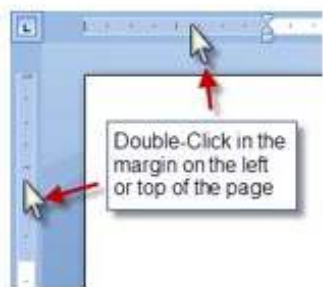 L
Double-Click in the
margin on the left
or top of the page